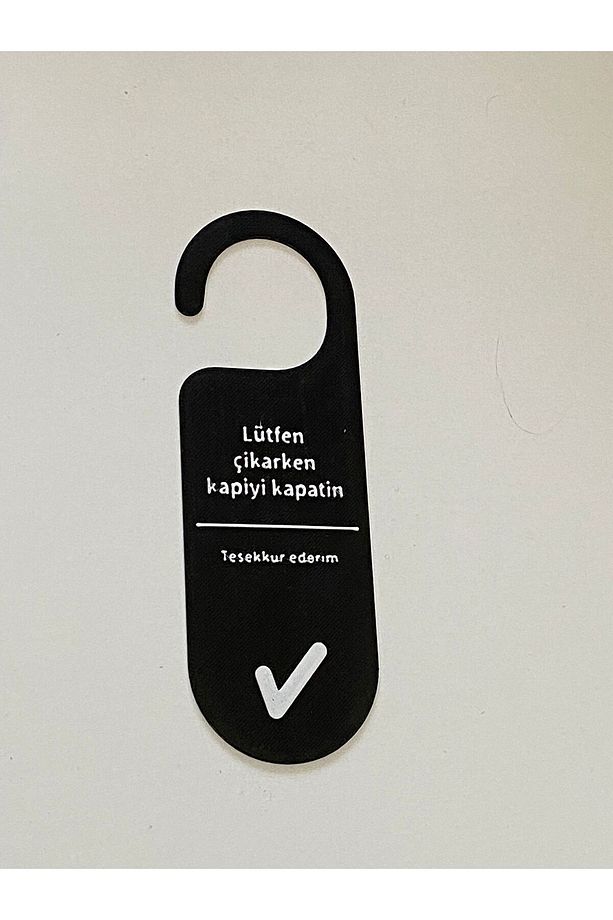 Lütfen
çikarken
kapiyi kapatin
Tesekkur ederim